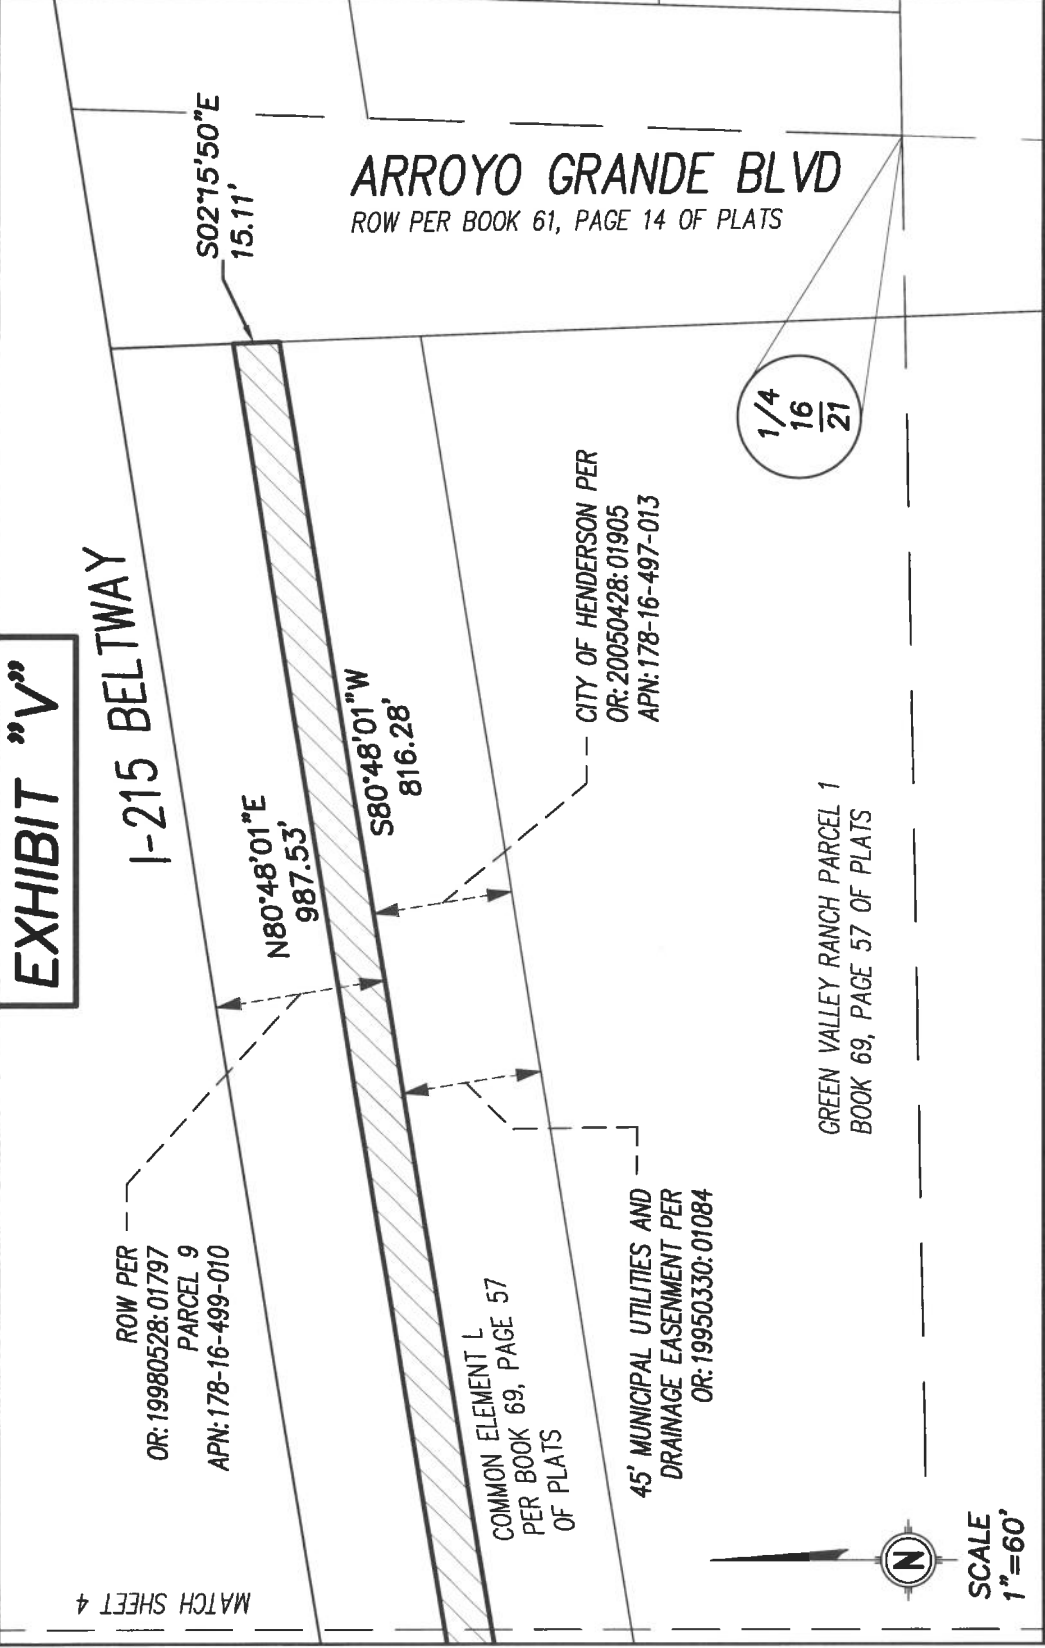 EXHIBIT "V"
I-215 BELTWAY
S02°15'50"E
15.11'
ARROYO GRANDE BLVD
ROW PER BOOK 61, PAGE 14 OF PLATS
N80°48'01"E
987.53'
S80°48'01"W
816.28'
ROW PER
OR:19980528:01797
PARCEL 9
APN:178-16-499-010
CITY OF HENDERSON PER
OR:20050428:01905
APN:178-16-497-013
1/4
16
21
COMMON ELEMENT L
PER BOOK 69, PAGE 57
OF PLATS
45' MUNICIPAL UTILITIES AND
DRAINAGE EASENMENT PER
OR:19950330:01084
GREEN VALLEY RANCH PARCEL 1
BOOK 69, PAGE 57 OF PLATS
MATCH SHEET 4
N
SCALE
1"=60'